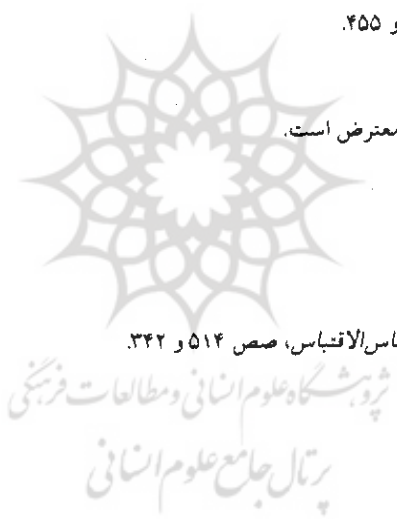 و ۴۵۵.
معترض است.
اس‌الاقتباس، صص ۵۱۴ و ۳۴۲.
پژوهشگاه علوم انسانی و مطالعات فرهنگی
پرتال جامع علوم انسانی